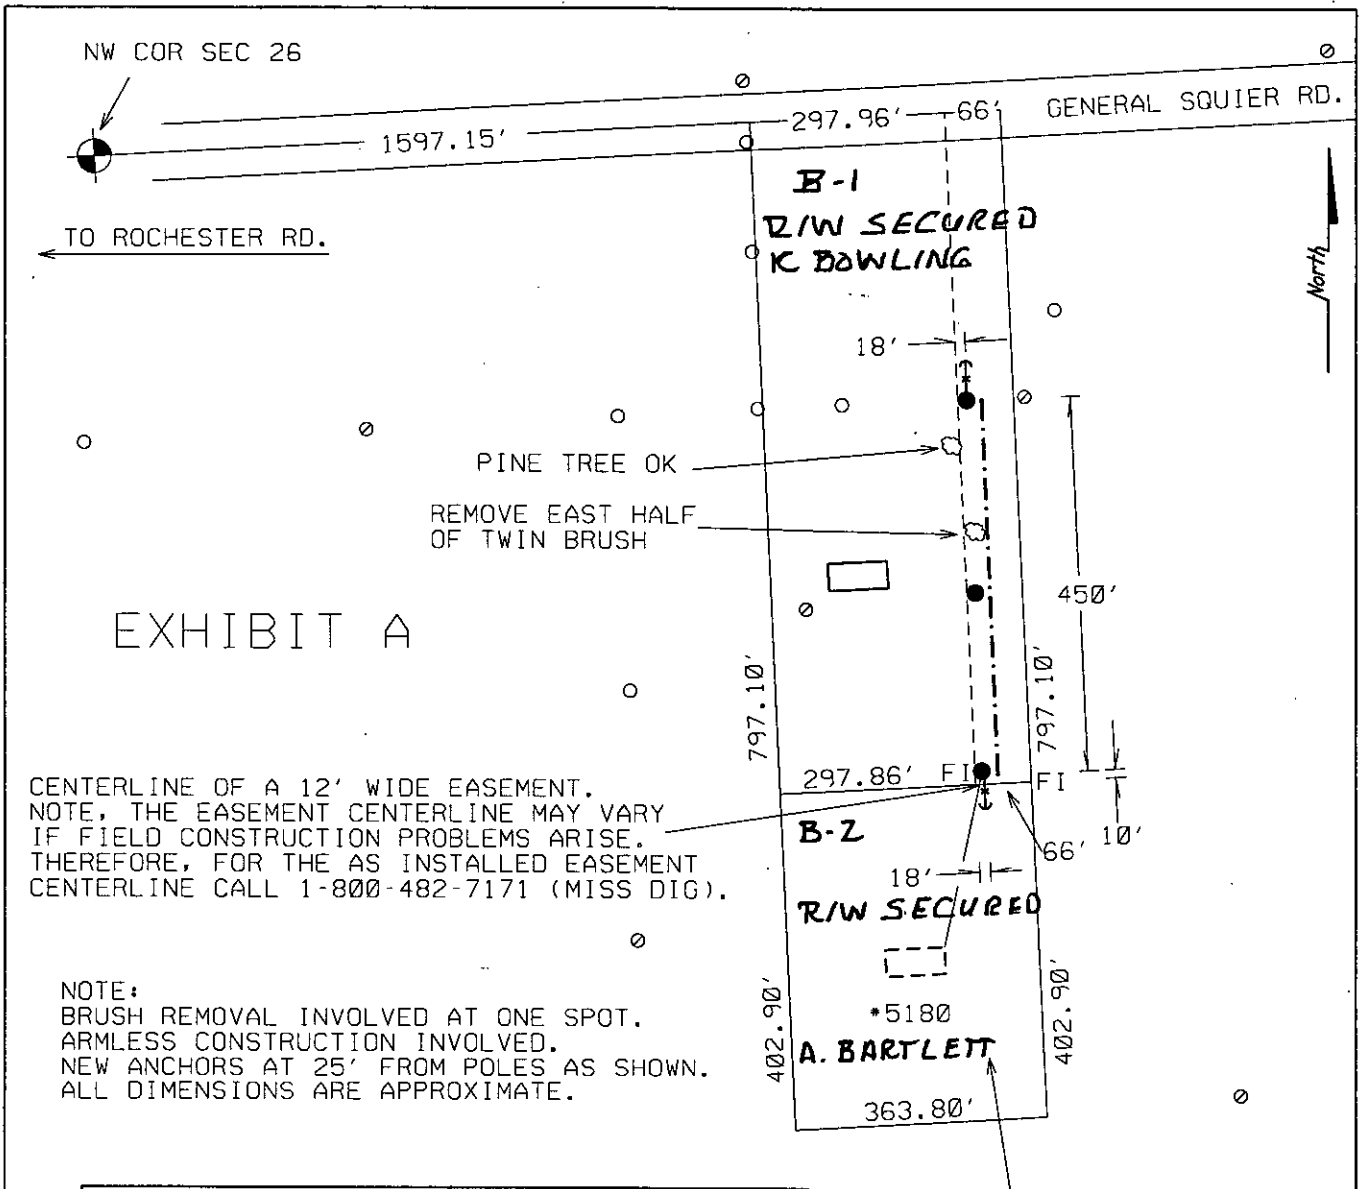 NW COR SEC 26
GENERAL SQUIER RD.
1597.15'
297.96'
66'
B-1
R/W SECURED
K BOWLING
TO ROCHESTER RD.
North
18'
PINE TREE OK
REMOVE EAST HALF
OF TWIN BRUSH
450'
EXHIBIT A
797.10'
797.10'
297.86'
FI
FI
CENTERLINE OF A 12' WIDE EASEMENT.
NOTE, THE EASEMENT CENTERLINE MAY VARY
IF FIELD CONSTRUCTION PROBLEMS ARISE.
THEREFORE, FOR THE AS INSTALLED EASEMENT
CENTERLINE CALL 1-800-482-7171 (MISS DIG).
B-2
66'
10'
18'
R/W SECURED
NOTE:
BRUSH REMOVAL INVOLVED AT ONE SPOT.
ARMLESS CONSTRUCTION INVOLVED.
NEW ANCHORS AT 25' FROM POLES AS SHOWN.
ALL DIMENSIONS ARE APPROXIMATE.
402.90'
402.90'
*5180
A. BARTLETT
363.80'